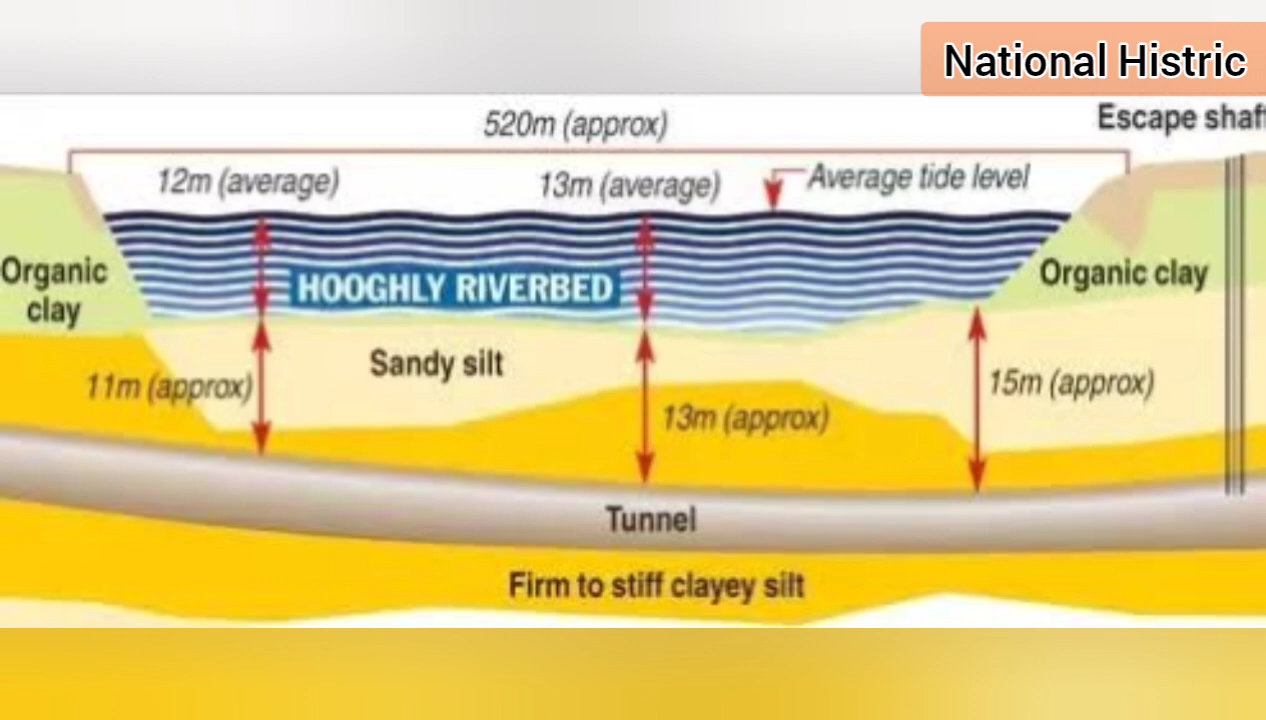 National Histric
Escape shaf
520m (approx)
12m (average)
13m (average)
Average tide level
HOOGHLY RIVERBED
Organic
clay
Organic clay
Sandy silt
11m (approx)
15m (approx)
13m (approx)
Tunnel
Firm to stiff clayey silt